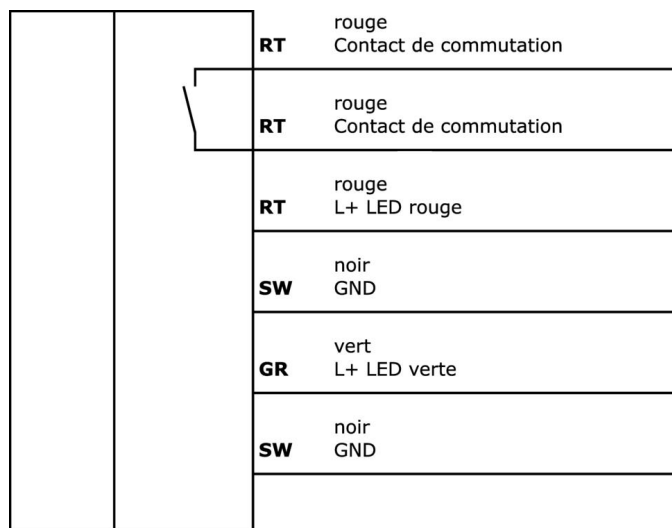 rouge
RT Contact de commutation
rouge
RT Contact de commutation
rouge
RT L+ LED rouge
noir
SW GND
vert
GR L+ LED verte
noir
SW GND